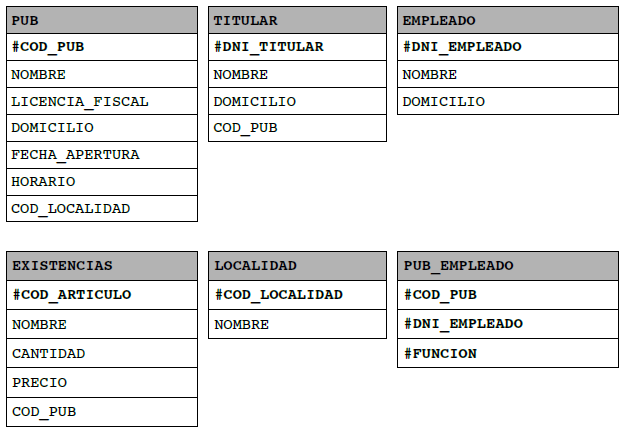 PUB
#COD_PUB
NOMBRE
LICENCIA_FISCAL
DOMICILIO
FECHA_APERTURA
HORARIO
COD_LOCALIDAD
TITULAR
#DNI_TITULAR
NOMBRE
DOMICILIO
COD_PUB
EMPLEADO
#DNI_EMPLEADO
NOMBRE
DOMICILIO
EXISTENCIAS
#COD_ARTICULO
NOMBRE
CANTIDAD
PRECIO
COD_PUB
LOCALIDAD
#COD_LOCALIDAD
NOMBRE
PUB_EMPLEADO
#COD_PUB
#DNI_EMPLEADO
#FUNCION